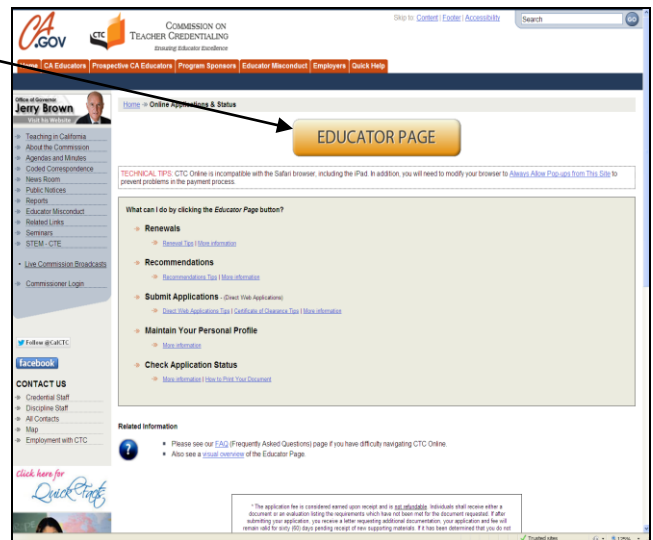 Skip to: Content | Footer | Accessibility
Search
GO
CA
.GOV
CTC
COMMISSION ON
TEACHER CREDENTIALING
Ensuring Educator Excellence
Home CA Educators Prospective CA Educators Program Sponsors Educator Misconduct Employers Quick Help
Office of Governor
Jerry Brown
Visit his Website
Home → Online Applications & Status
EDUCATOR PAGE
TECHNICAL TIPS: CTC Online is incompatible with the Safari browser, including the iPad. In addition, you will need to modify your browser to Always Allow Pop-ups from This Site to
prevent problems in the payment process.
Teaching in California
About the Commission
Agendas and Minutes
Coded Correspondence
News Room
Public Notices
Reports
Educator Misconduct
Related Links
Seminars
STEM - CTE
Live Commission Broadcasts
Commissioner Login
Follow @CalCTC
facebook
CONTACT US
Credential Staff
Discipline Staff
All Contacts
Map
Employment with CTC
Click here for
Quick Facts
What can I do by clicking the Educator Page button?
Renewals
Renewal Tips | More information
Recommendations
Recommendations Tips | More information
Submit Applications - (Direct Web Applications)
Direct Web Applications Tips | Certificate of Clearance Tips | More information
Maintain Your Personal Profile
More information
Check Application Status
More information | How to Print Your Document
Related Information
Please see our FAQ (Frequently Asked Questions) page if you have difficulty navigating CTC Online.
Also see a visual overview of the Educator Page.
* The application fee is considered earned upon receipt and is not refundable. Individuals shall receive either a
document or an evaluation listing the requirements which have not been met for the document requested. If after
submitting your application, you receive a letter requesting additional documentation, your application and fee will
remain valid for sixty (60) days pending receipt of new supporting materials. If it has been determined that you do not
Trusted sites
125%